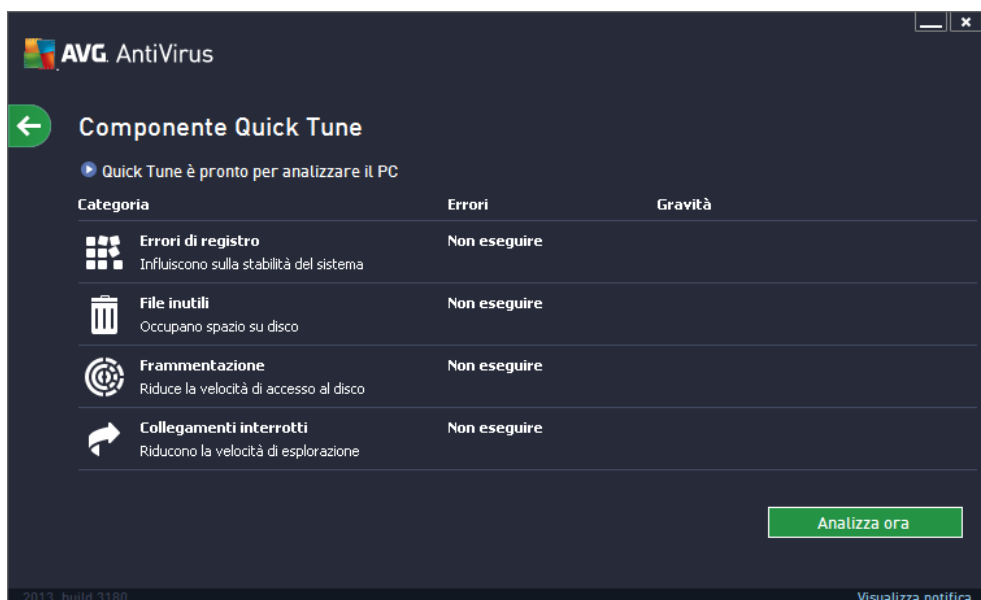 AVG. AntiVirus
Componente Quick Tune
Quick Tune è pronto per analizzare il PC
Categoria Errori Gravità
Errori di registro Non eseguire
Influiscono sulla stabilità del sistema
File inutili Non eseguire
Occupano spazio su disco
Frammentazione Non eseguire
Riduce la velocità di accesso al disco
Collegamenti interrotti Non eseguire
Riducono la velocità di esplorazione
Analizza ora
2013 build 3180 Visualizza notifica